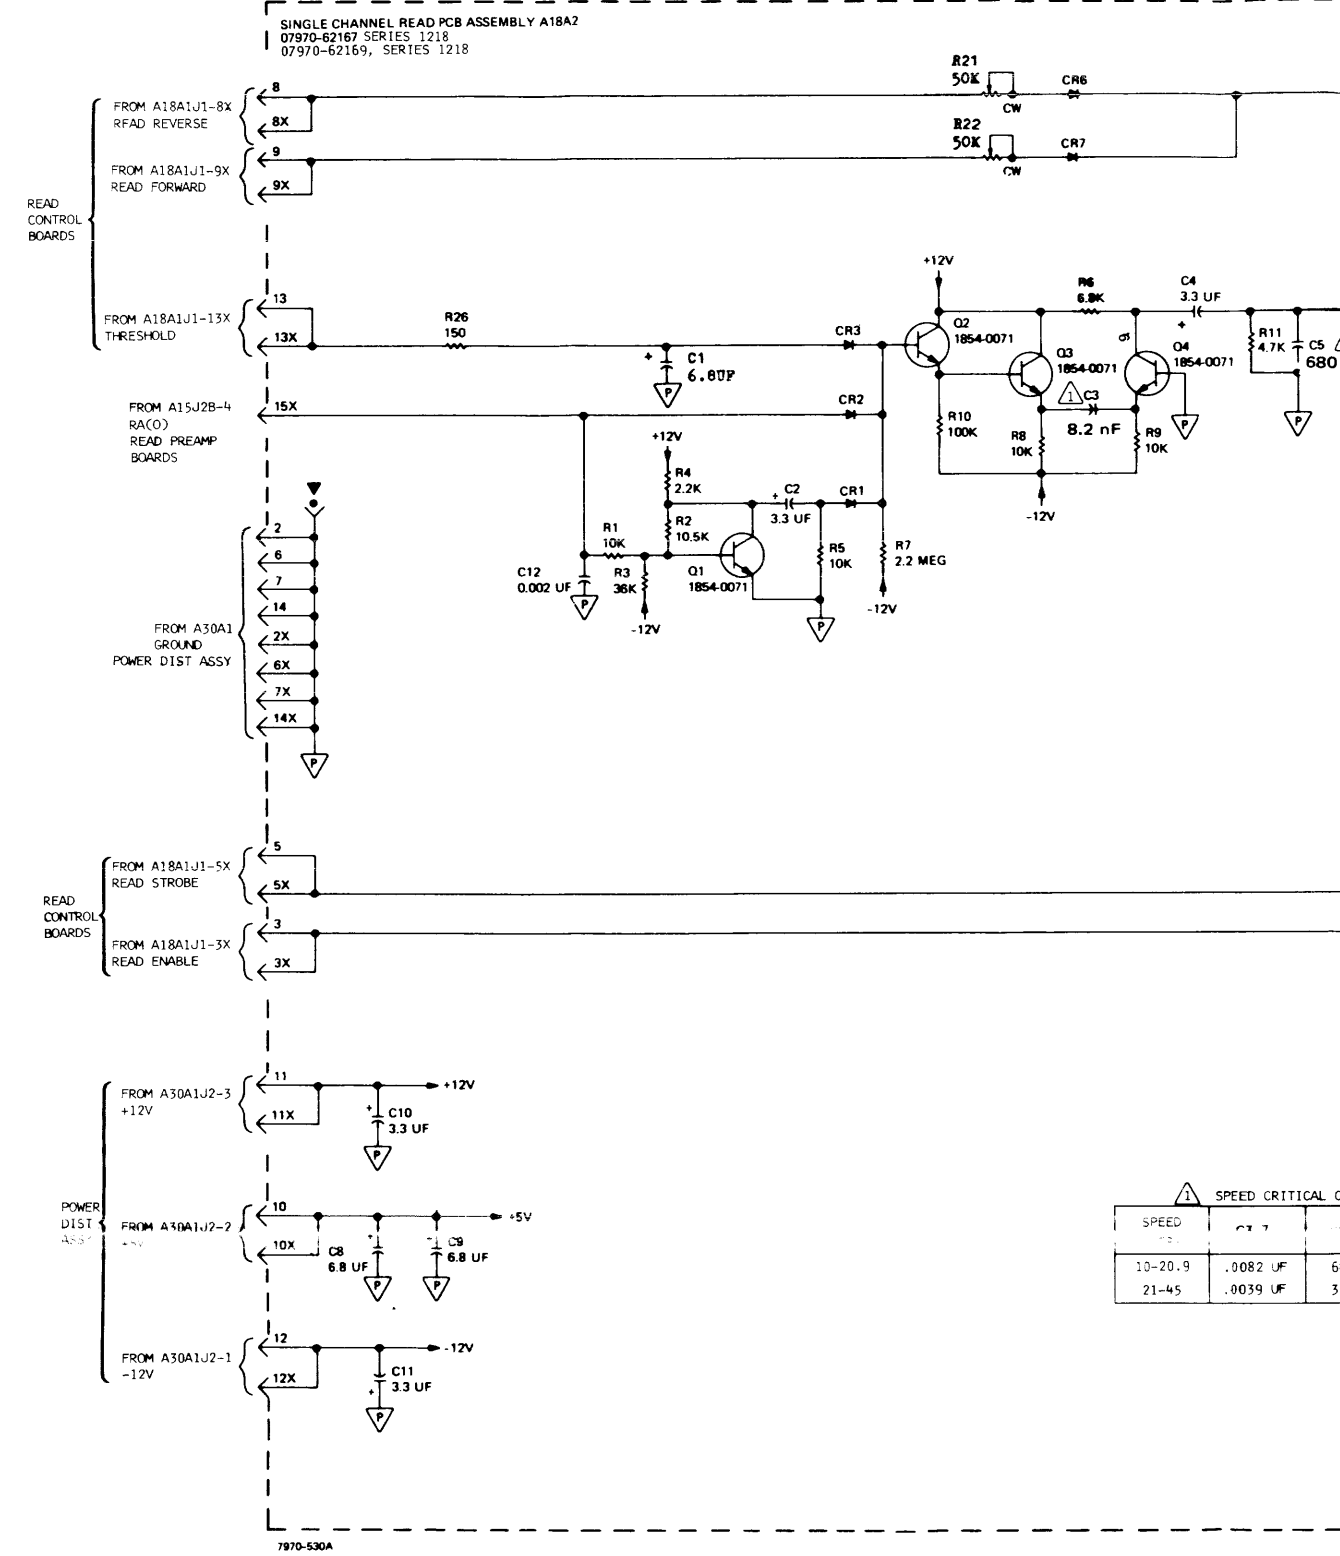 SINGLE CHANNEL READ PCB ASSEMBLY A18A2
07970-62167 SERIES 1218
07970-62169, SERIES 1218
R21
50K
CW
CR6
R22
50K
CW
CR7
READ
CONTROL
BOARDS
FROM A18A1J1-8X
RFAD REVERSE
8
8X
FROM A18A1J1-9X
READ FORWARD
9
9X
FROM A18A1J1-13X
THRESHOLD
13
13X
R26
150
C1
6.8UF
P
CR3
+12V
Q2
1854-0071
R10
100K
Q3
1854-0071
R6
6.8K
1
C3
8.2 nF
R8
10K
-12V
R9
10K
Q4
1854-0071
P
C4
3.3 UF
+
R11
4.7K
C5
680
P
FROM A15J2B-4
RA(O)
READ PREAMP
BOARDS
15X
CR2
+12V
R4
2.2K
R2
10.5K
C2
3.3 UF
CR1
R1
10K
R3
36K
-12V
C12
0.002 UF
P
Q1
1854-0071
R5
10K
P
R7
2.2 MEG
-12V
FROM A30A1
GROUND
POWER DIST ASSY
2
6
7
14
2X
6X
7X
14X
P
READ
CONTROL
BOARDS
FROM A18A1J1-5X
READ STROBE
5
5X
FROM A18A1J1-3X
READ ENABLE
3
3X
POWER
DIST
FROM A30A1J2-3
+12V
11
11X
+12V
C10
3.3 UF
P
FROM A30A1J2-2
10
10X
+5V
C8
6.8 UF
P
C9
6.8 UF
P
FROM A30A1J2-1
-12V
12
12X
-12V
C11
3.3 UF
P
1 SPEED CRITICAL
SPEED
10-20.9 .0082 UF
21-45 .0039 UF
7970-530A